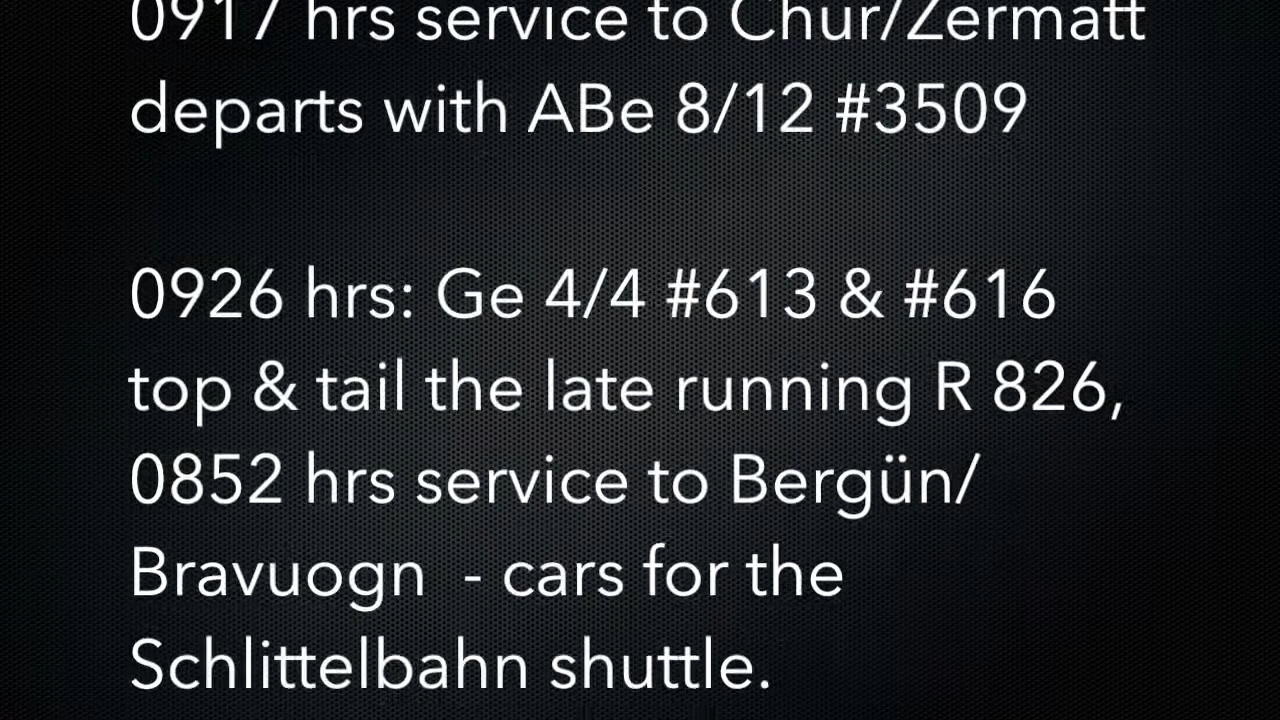 0917 hrs service to Chur/Zermatt
departs with ABe 8/12 #3509
0926 hrs: Ge 4/4 #613 & #616
top & tail the late running R 826,
0852 hrs service to Bergün/
Bravuogn  - cars for the
Schlittelbahn shuttle.